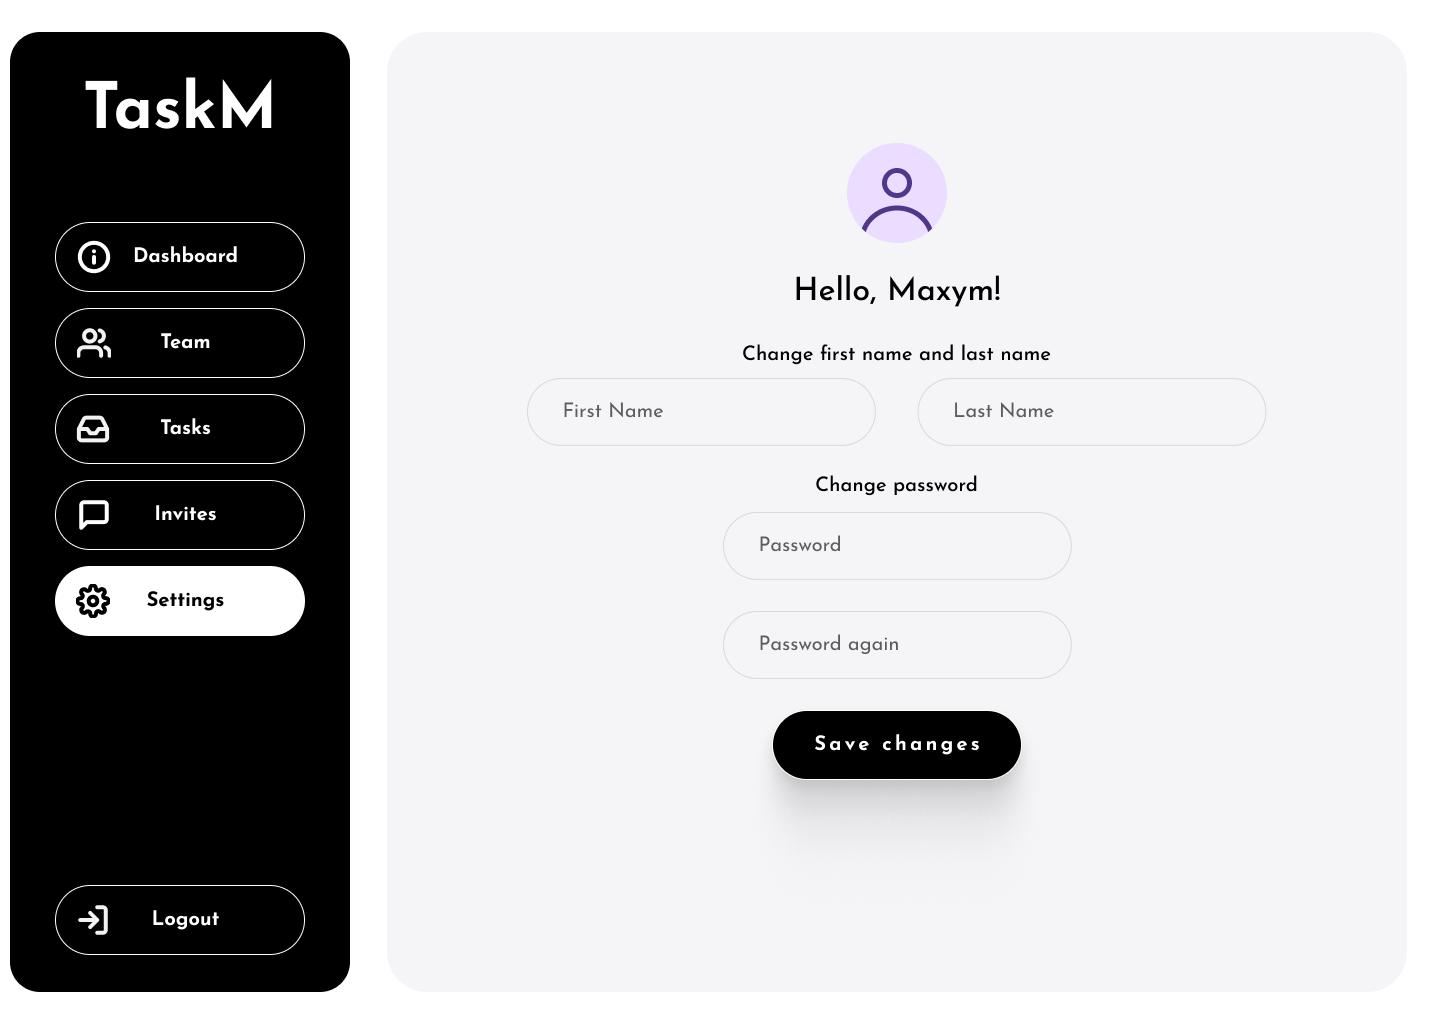 TaskM
Dashboard
Team
Tasks
Invites
Settings
Logout
Hello, Maxym!
Change first name and last name
First Name
Last Name
Change password
Password
Password again
Save changes